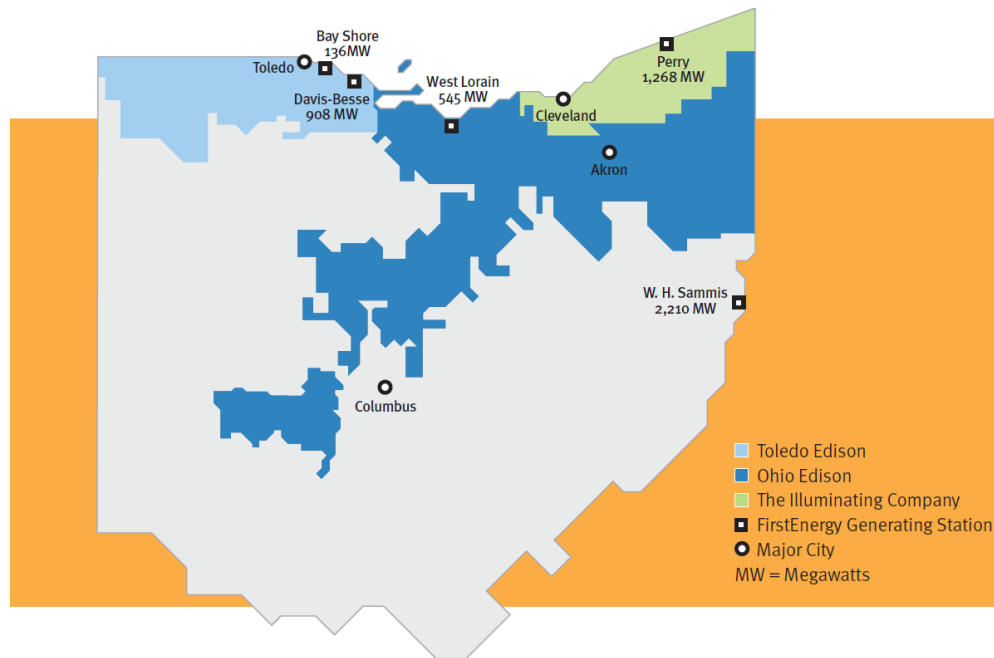 Bay Shore
136MW
Toledo
Davis-Besse
908 MW
West Lorain
545 MW
Perry
1,268 MW
Cleveland
Akron
W. H. Sammis
2,210 MW
Columbus
Toledo Edison
Ohio Edison
The Illuminating Company
FirstEnergy Generating Station
Major City
MW = Megawatts